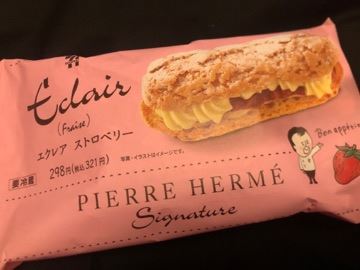 7
Éclair
(Fraise)
エクレア ストロベリー
298円(税込321円)
写真・イラストはイメージです。
要冷蔵
Bon appétit!
PIERRE HERMÉ
Signature